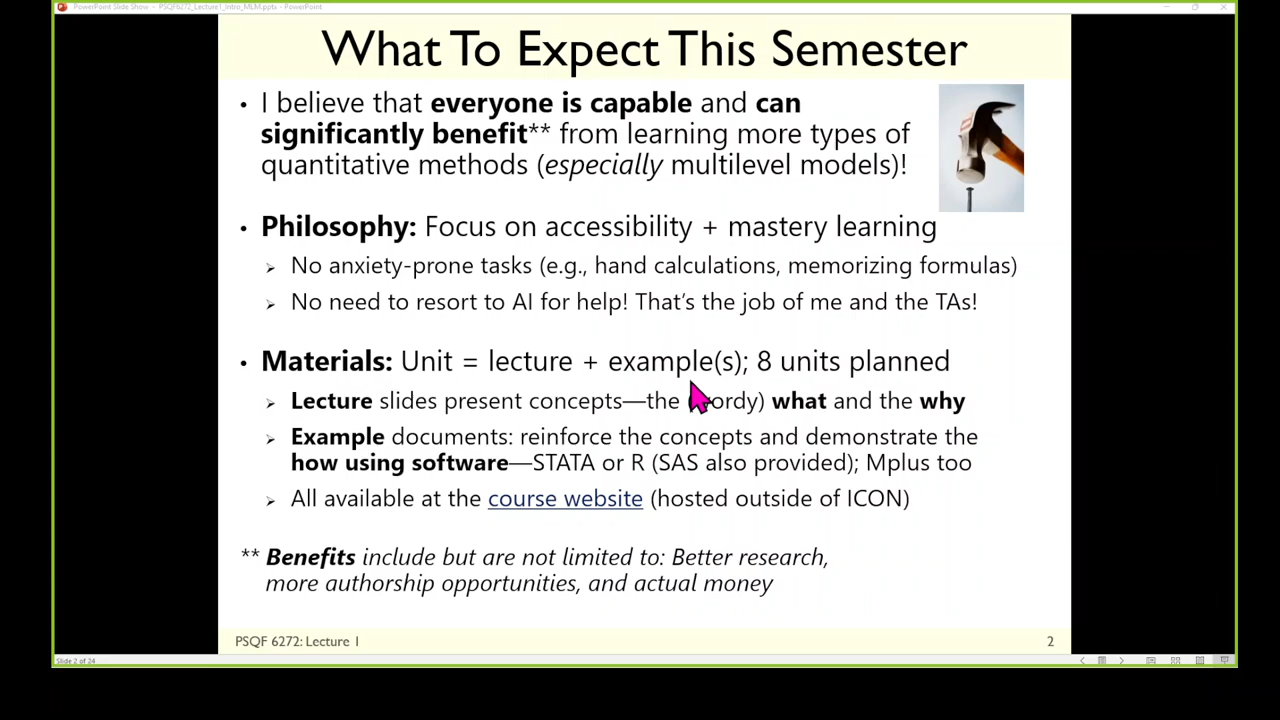 PowerPoint Slide Show - PSQF6272_Lecture1_Intro_MLM.pptx - PowerPoint
What To Expect This Semester
• I believe that everyone is capable and can
significantly benefit** from learning more types of
quantitative methods (especially multilevel models)!
• Philosophy: Focus on accessibility + mastery learning
➢ No anxiety-prone tasks (e.g., hand calculations, memorizing formulas)
➢ No need to resort to AI for help! That's the job of me and the TAs!
• Materials: Unit = lecture + example(s); 8 units planned
➢ Lecture slides present concepts—the (wordy) what and the why
➢ Example documents: reinforce the concepts and demonstrate the
how using software—STATA or R (SAS also provided); Mplus too
➢ All available at the course website (hosted outside of ICON)
** Benefits include but are not limited to: Better research,
more authorship opportunities, and actual money
PSQF 6272: Lecture 1 2
Slide 2 of 24